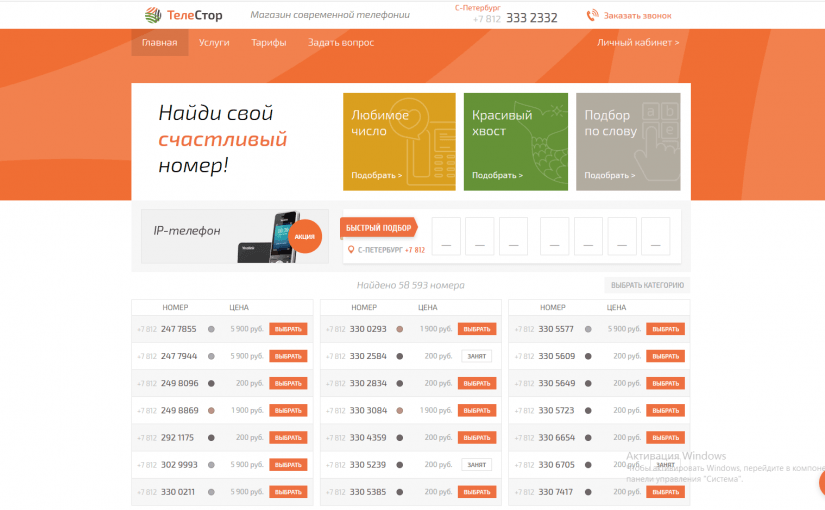 ТелеСтор
Магазин современной телефонии
С-Петербург
+7 812 333 2332
Заказать звонок
Главная Услуги Тарифы Задать вопрос Личный кабинет >
Найди свой
счастливый
номер!
Любимое
число
Подобрать >
Красивый
хвост
Подобрать >
Подбор
по слову
Подобрать >
IP-телефон
АКЦИЯ
БЫСТРЫЙ ПОДБОР
С-ПЕТЕРБУРГ +7 812
Найдено 58 593 номера
ВЫБРАТЬ КАТЕГОРИЮ
НОМЕР ЦЕНА НОМЕР ЦЕНА НОМЕР ЦЕНА
+7 812 247 7855 5 900 руб. ВЫБРАТЬ +7 812 330 0293 1 900 руб. ВЫБРАТЬ +7 812 330 5577 5 900 руб. ВЫБРАТЬ
+7 812 247 7944 5 900 руб. ВЫБРАТЬ +7 812 330 2584 200 руб. ЗАНЯТ +7 812 330 5609 200 руб. ВЫБРАТЬ
+7 812 249 8096 200 руб. ВЫБРАТЬ +7 812 330 2834 200 руб. ВЫБРАТЬ +7 812 330 5649 200 руб. ВЫБРАТЬ
+7 812 249 8869 1 900 руб. ВЫБРАТЬ +7 812 330 3084 1 900 руб. ВЫБРАТЬ +7 812 330 5723 200 руб. ВЫБРАТЬ
+7 812 292 1175 200 руб. ВЫБРАТЬ +7 812 330 4359 200 руб. ВЫБРАТЬ +7 812 330 6654 200 руб. ВЫБРАТЬ
+7 812 302 9993 5 900 руб. ВЫБРАТЬ +7 812 330 5239 200 руб. ЗАНЯТ +7 812 330 6705 200 руб. ЗАНЯТ
+7 812 330 0211 5 900 руб. ВЫБРАТЬ +7 812 330 5385 200 руб. ВЫБРАТЬ +7 812 330 7417 200 руб. ВЫБРАТЬ
Активация Windows
Чтобы активировать Windows, перейдите в компоне
панели управления "Система".